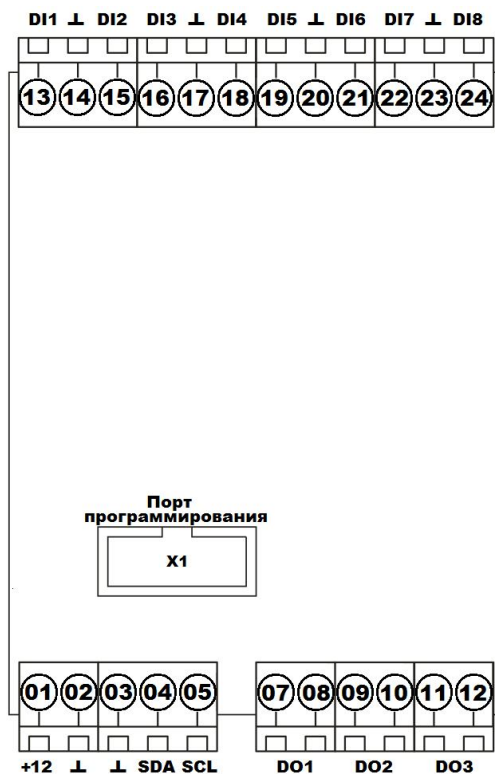 DI1 ⊥ DI2 DI3 ⊥ DI4 DI5 ⊥ DI6 DI7 ⊥ DI8
13 14 15 16 17 18 19 20 21 22 23 24
Порт
программирования
X1
01 02 03 04 05 07 08 09 10 11 12
+12 ⊥ ⊥ SDA SCL DO1 DO2 DO3